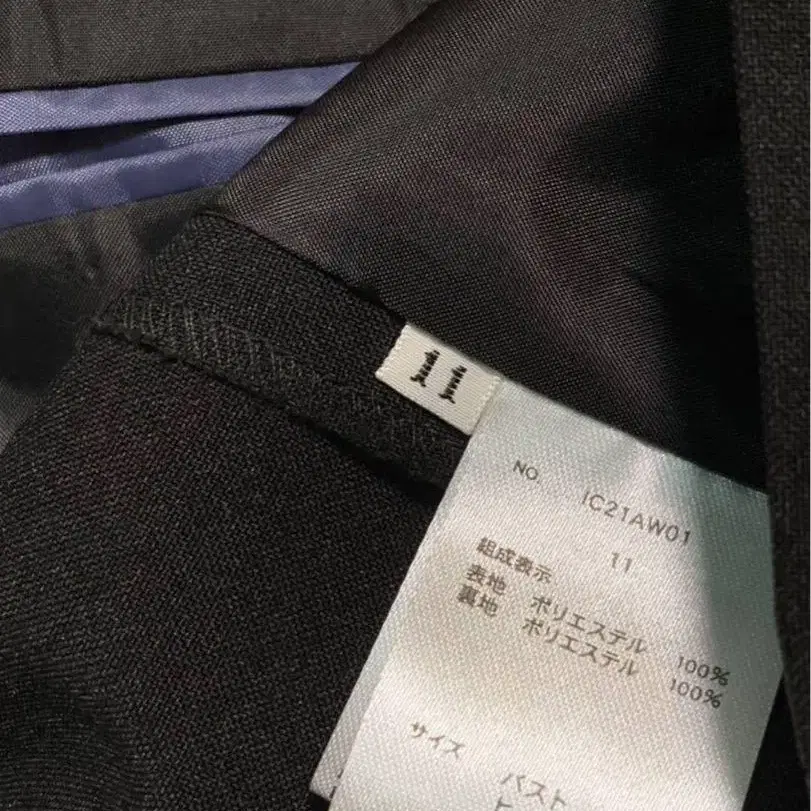 11
NO. IC21AW01
11
組成表示
表地 ポリエステル 100%
裏地 ポリエステル 100%
サイズ バスト